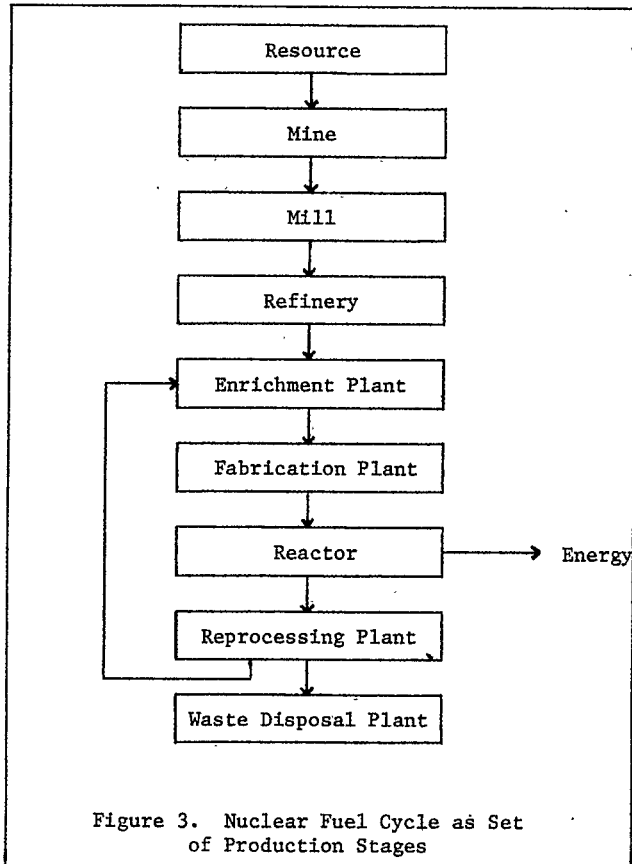 Resource
Mine
Mill
Refinery
Enrichment Plant
Fabrication Plant
Reactor
Energy
Reprocessing Plant
Waste Disposal Plant
Figure 3. Nuclear Fuel Cycle as Set
of Production Stages